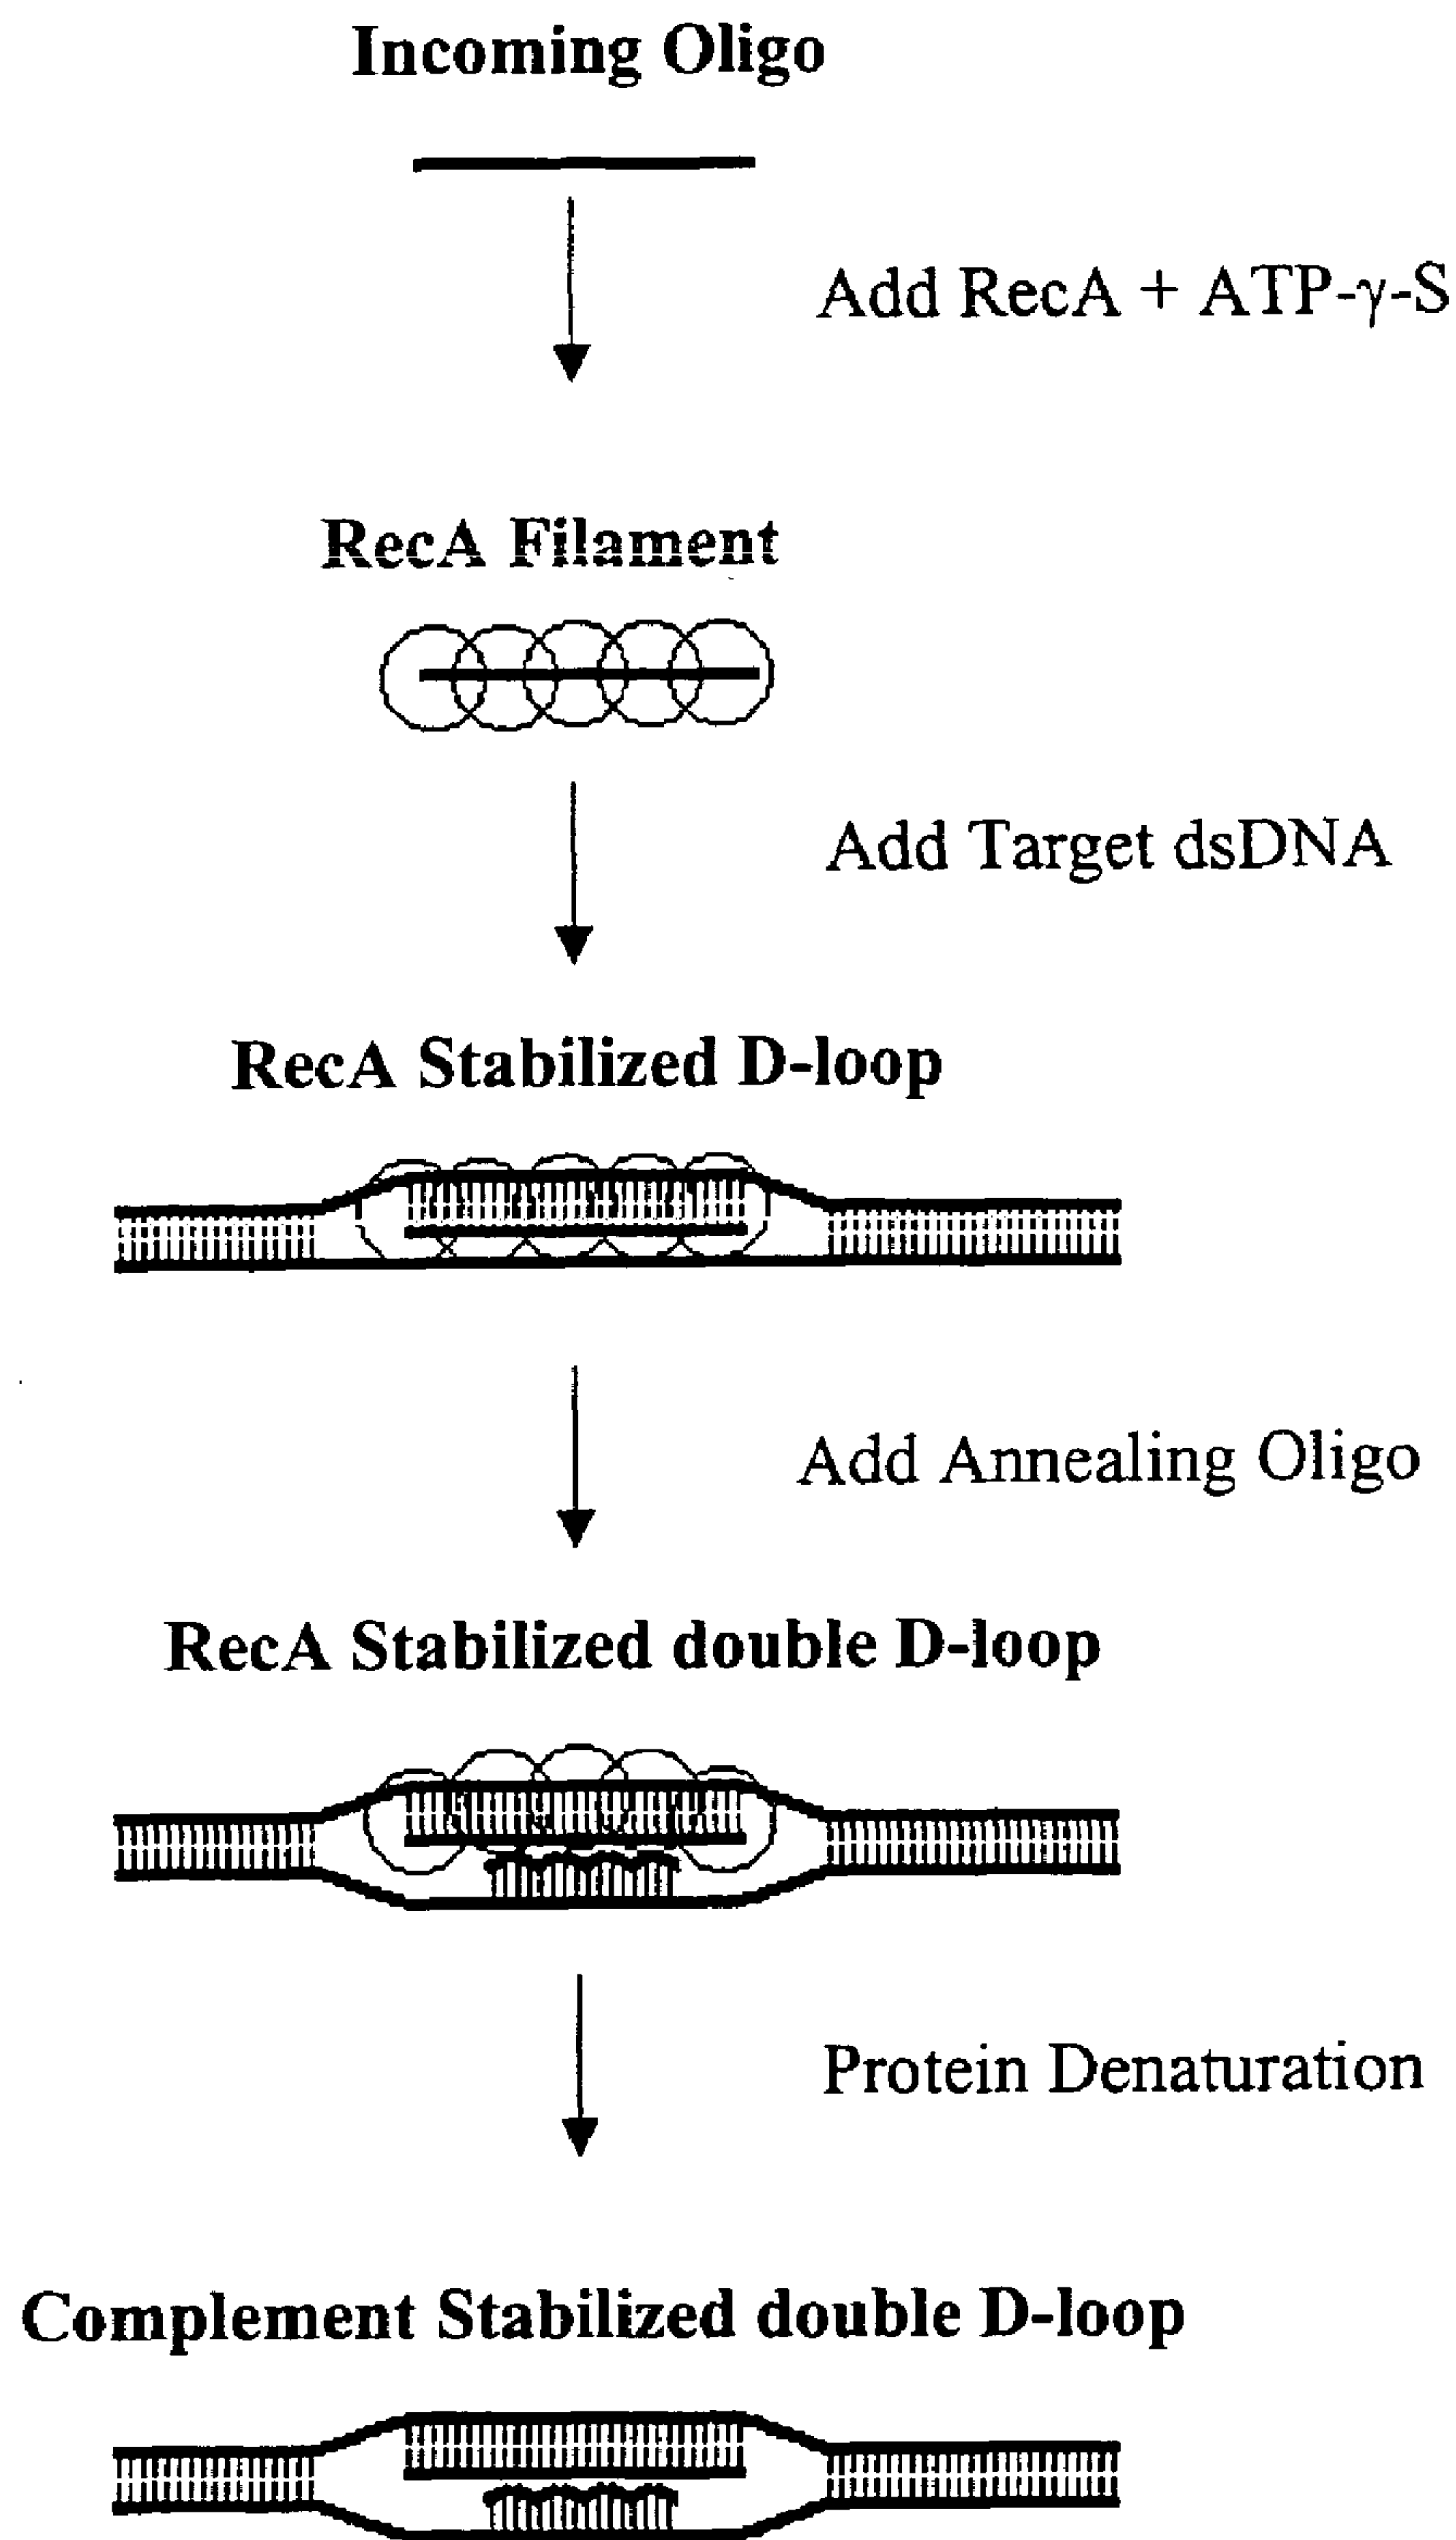 Incoming Oligo
Add RecA + ATP-γ-S
RecA Filament
Add Target dsDNA
RecA Stabilized D-loop
Add Annealing Oligo
RecA Stabilized double D-loop
Protein Denaturation
Complement Stabilized double D-loop